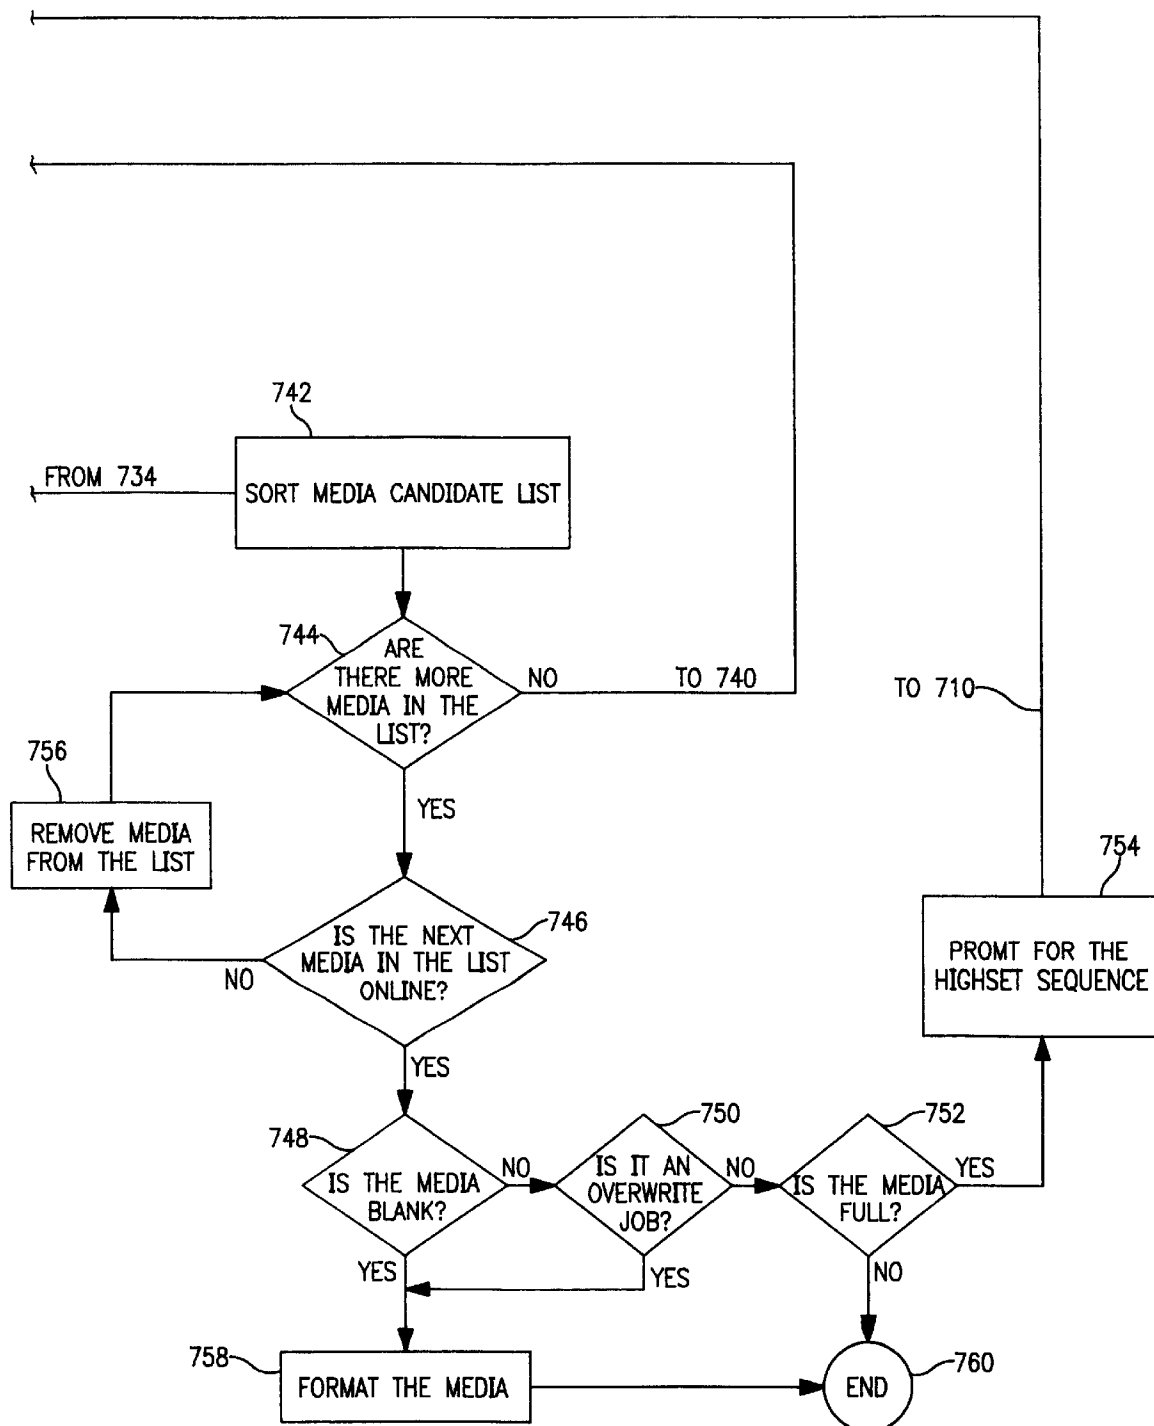 742
FROM 734
SORT MEDIA CANDIDATE LIST
744
ARE
THERE MORE
MEDIA IN THE
LIST?
NO
TO 740
TO 710
756
REMOVE MEDIA
FROM THE LIST
YES
754
PROMT FOR THE
HIGHSET SEQUENCE
746
IS THE NEXT
MEDIA IN THE LIST
ONLINE?
NO
YES
748
IS THE MEDIA
BLANK?
NO
750
IS IT AN
OVERWRITE
JOB?
NO
752
IS THE MEDIA
FULL?
YES
YES
YES
NO
758
FORMAT THE MEDIA
END
760